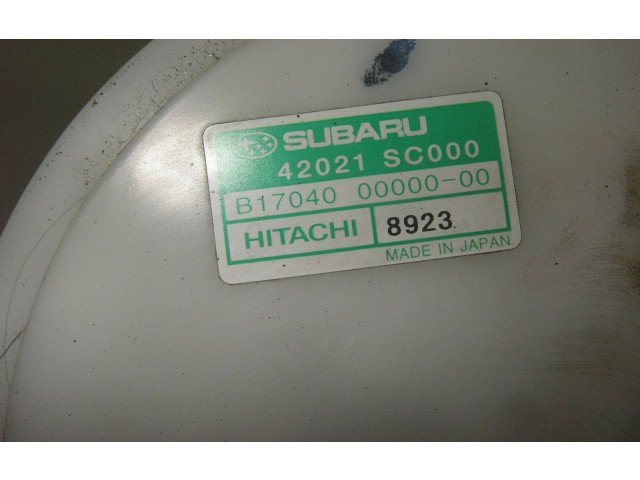 SUBARU
42021 SC000
B17040 00000-00
HITACHI 8923
MADE IN JAPAN